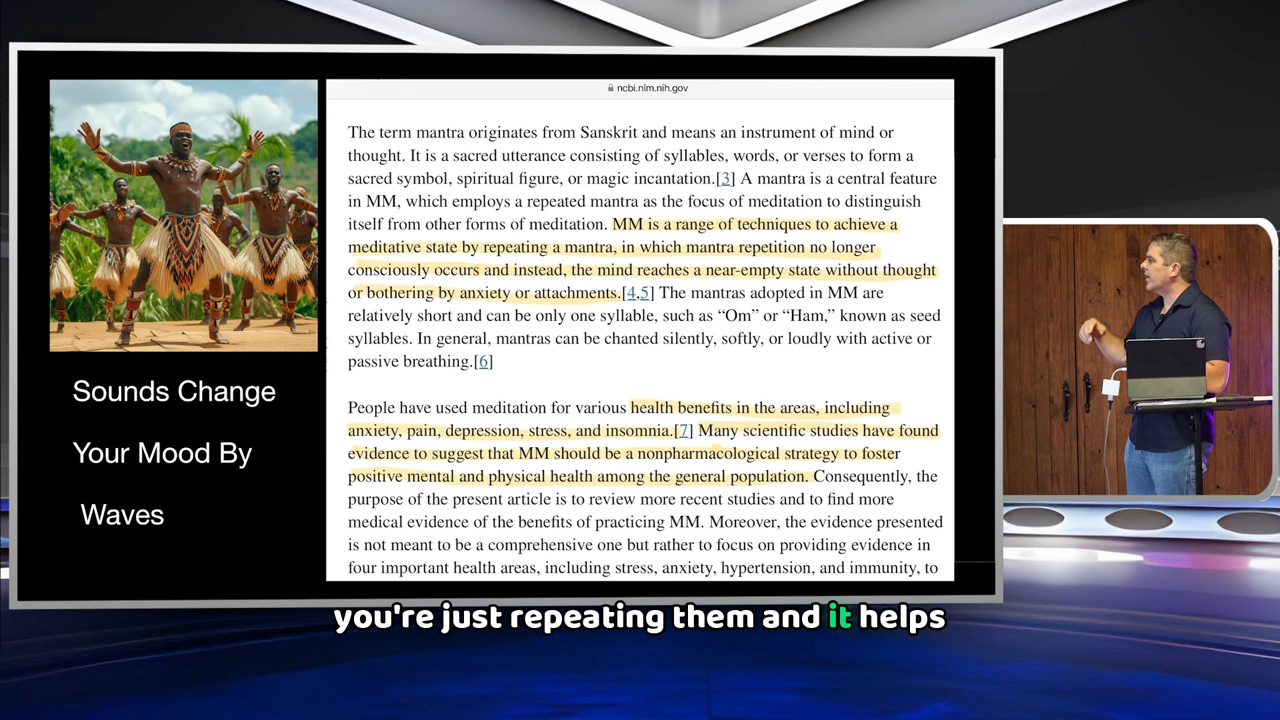 ncbi.nlm.nih.gov
The term mantra originates from Sanskrit and means an instrument of mind or
thought. It is a sacred utterance consisting of syllables, words, or verses to form a
sacred symbol, spiritual figure, or magic incantation.[3] A mantra is a central feature
in MM, which employs a repeated mantra as the focus of meditation to distinguish
itself from other forms of meditation. MM is a range of techniques to achieve a
meditative state by repeating a mantra, in which mantra repetition no longer
consciously occurs and instead, the mind reaches a near-empty state without thought
or bothering by anxiety or attachments.[4,5] The mantras adopted in MM are
relatively short and can be only one syllable, such as “Om” or “Ham,” known as seed
syllables. In general, mantras can be chanted silently, softly, or loudly with active or
passive breathing.[6]
People have used meditation for various health benefits in the areas, including
anxiety, pain, depression, stress, and insomnia.[7] Many scientific studies have found
evidence to suggest that MM should be a nonpharmacological strategy to foster
positive mental and physical health among the general population. Consequently, the
purpose of the present article is to review more recent studies and to find more
medical evidence of the benefits of practicing MM. Moreover, the evidence presented
is not meant to be a comprehensive one but rather to focus on providing evidence in
four important health areas, including stress, anxiety, hypertension, and immunity, to
Sounds Change
Your Mood By
Waves
you're just repeating them and it helps